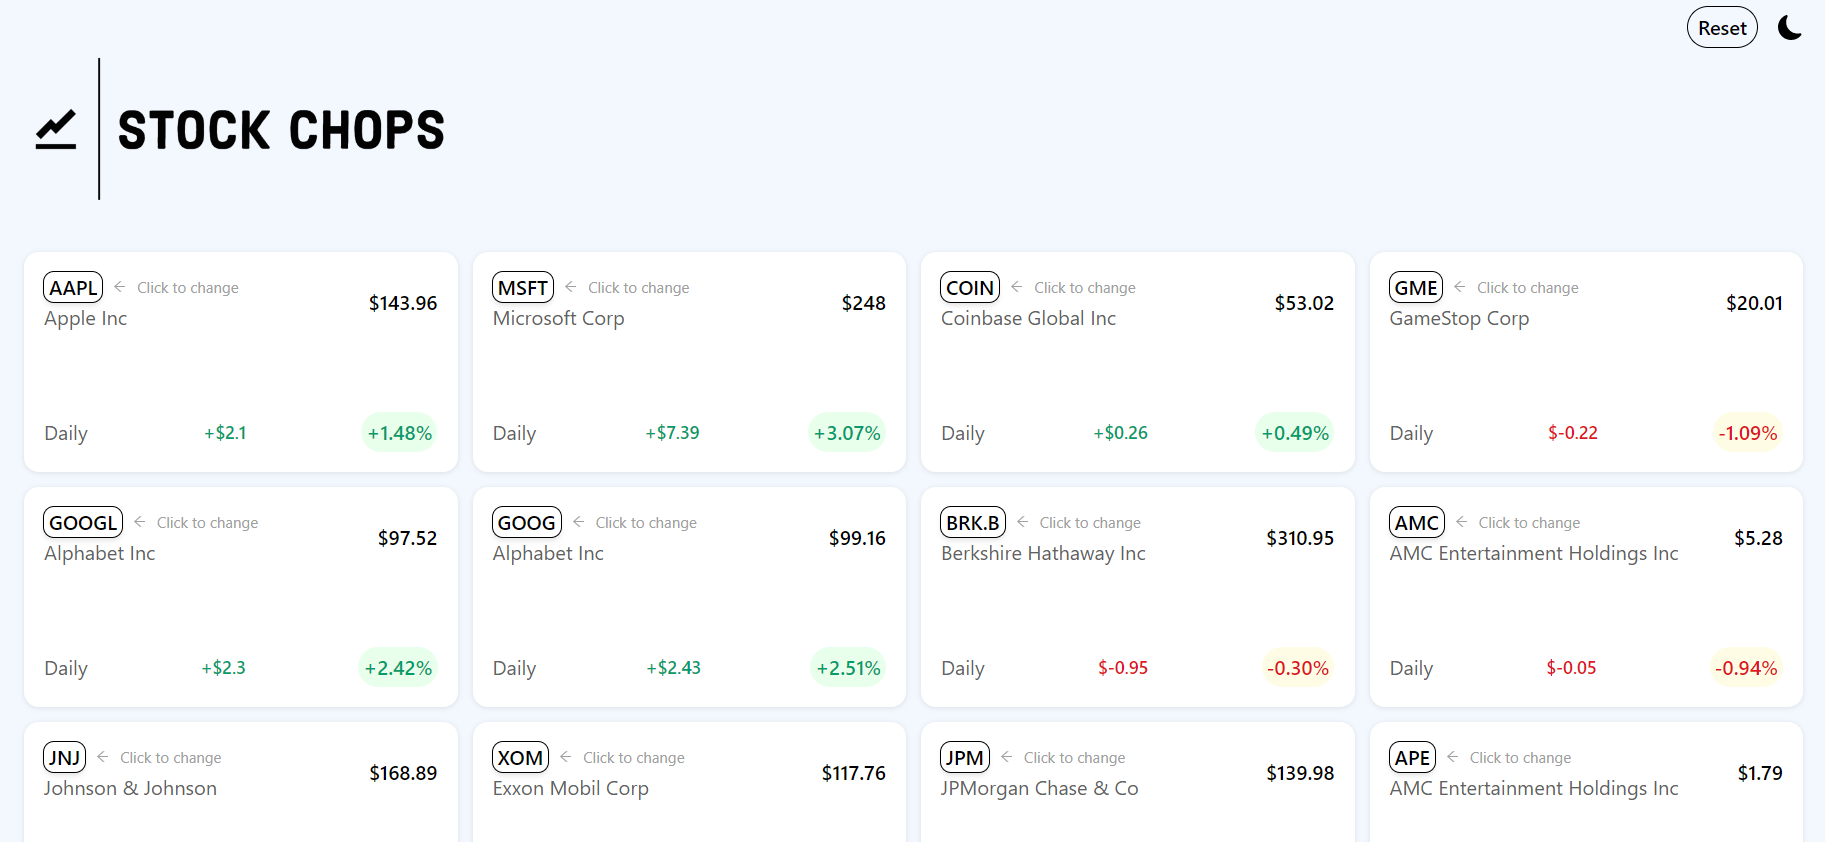 Reset
STOCK CHOPS
AAPL ← Click to change
Apple Inc
$143.96
Daily +$2.1 +1.48%
MSFT ← Click to change
Microsoft Corp
$248
Daily +$7.39 +3.07%
COIN ← Click to change
Coinbase Global Inc
$53.02
Daily +$0.26 +0.49%
GME ← Click to change
GameStop Corp
$20.01
Daily $-0.22 -1.09%
GOOGL ← Click to change
Alphabet Inc
$97.52
Daily +$2.3 +2.42%
GOOG ← Click to change
Alphabet Inc
$99.16
Daily +$2.43 +2.51%
BRK.B ← Click to change
Berkshire Hathaway Inc
$310.95
Daily $-0.95 -0.30%
AMC ← Click to change
AMC Entertainment Holdings Inc
$5.28
Daily $-0.05 -0.94%
JNJ ← Click to change
Johnson & Johnson
$168.89
XOM ← Click to change
Exxon Mobil Corp
$117.76
JPM ← Click to change
JPMorgan Chase & Co
$139.98
APE ← Click to change
AMC Entertainment Holdings Inc
$1.79